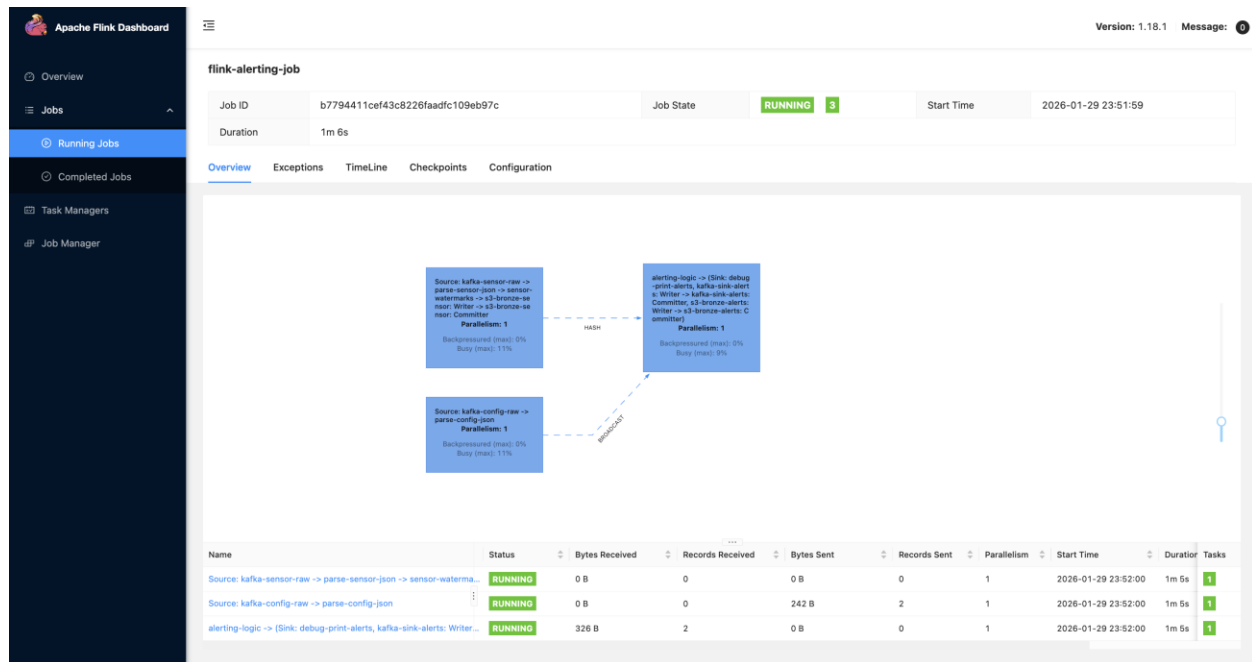 Apache Flink Dashboard
Version: 1.18.1 Message: 0
Overview
Jobs
Running Jobs
Completed Jobs
Task Managers
Job Manager
flink-alerting-job
Job ID b7794411cef43c8226faadfc109eb97c Job State RUNNING 3 Start Time 2026-01-29 23:51:59
Duration 1m 6s
Overview Exceptions TimeLine Checkpoints Configuration
Source: kafka-sensor-raw ->
parse-sensor-json -> sensor-
watermarks -> s3-bronze-se
nsor: Writer -> s3-bronze-se
nsor: Committer
Parallelism: 1
Backpressured (max): 0%
Busy (max): 11%
HASH
alerting-logic -> (Sink: debug
-print-alerts, kafka-sink-alert
s: Writer -> kafka-sink-alerts:
Committer, s3-bronze-alerts:
Writer -> s3-bronze-alerts: C
ommitter)
Parallelism: 1
Backpressured (max): 0%
Busy (max): 9%
Source: kafka-config-raw ->
parse-config-json
Parallelism: 1
Backpressured (max): 0%
Busy (max): 11%
BROADCAST
Name Status Bytes Received Records Received Bytes Sent Records Sent Parallelism Start Time Duration Tasks
Source: kafka-sensor-raw -> parse-sensor-json -> sensor-waterma... RUNNING 0 B 0 0 B 0 1 2026-01-29 23:52:00 1m 5s 1
Source: kafka-config-raw -> parse-config-json RUNNING 0 B 0 242 B 2 1 2026-01-29 23:52:00 1m 5s 1
alerting-logic -> (Sink: debug-print-alerts, kafka-sink-alerts: Writer... RUNNING 326 B 2 0 B 0 1 2026-01-29 23:52:00 1m 5s 1